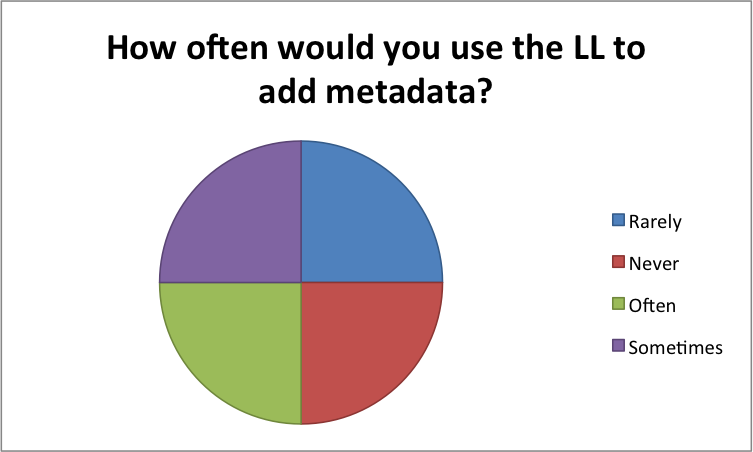 How often would you use the LL to
add metadata?
Rarely
Never
Often
Sometimes